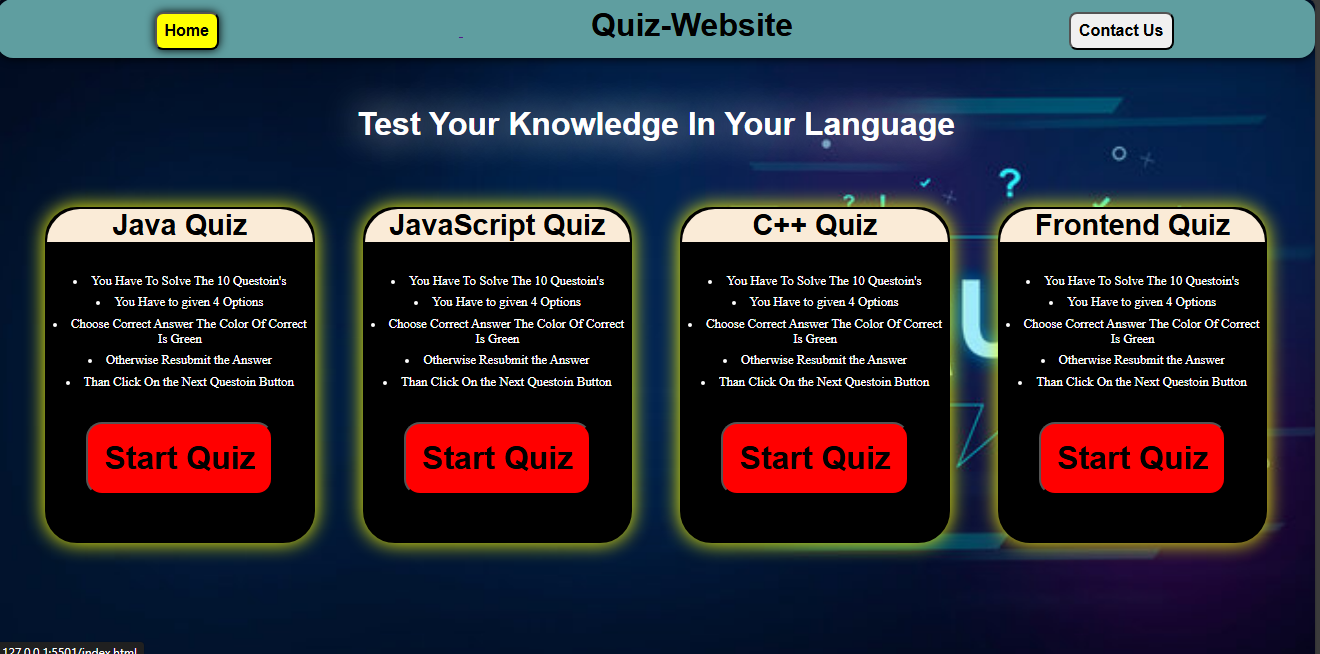 Home
Quiz-Website
Contact Us
Test Your Knowledge In Your Language
Java Quiz
You Have To Solve The 10 Questoin's
You Have to given 4 Options
Choose Correct Answer The Color Of Correct
Is Green
Otherwise Resubmit the Answer
Than Click On the Next Questoin Button
Start Quiz
JavaScript Quiz
You Have To Solve The 10 Questoin's
You Have to given 4 Options
Choose Correct Answer The Color Of Correct
Is Green
Otherwise Resubmit the Answer
Than Click On the Next Questoin Button
Start Quiz
C++ Quiz
You Have To Solve The 10 Questoin's
You Have to given 4 Options
Choose Correct Answer The Color Of Correct
Is Green
Otherwise Resubmit the Answer
Than Click On the Next Questoin Button
Start Quiz
Frontend Quiz
You Have To Solve The 10 Questoin's
You Have to given 4 Options
Choose Correct Answer The Color Of Correct
Is Green
Otherwise Resubmit the Answer
Than Click On the Next Questoin Button
Start Quiz
127.0.0.1:5501/index.html